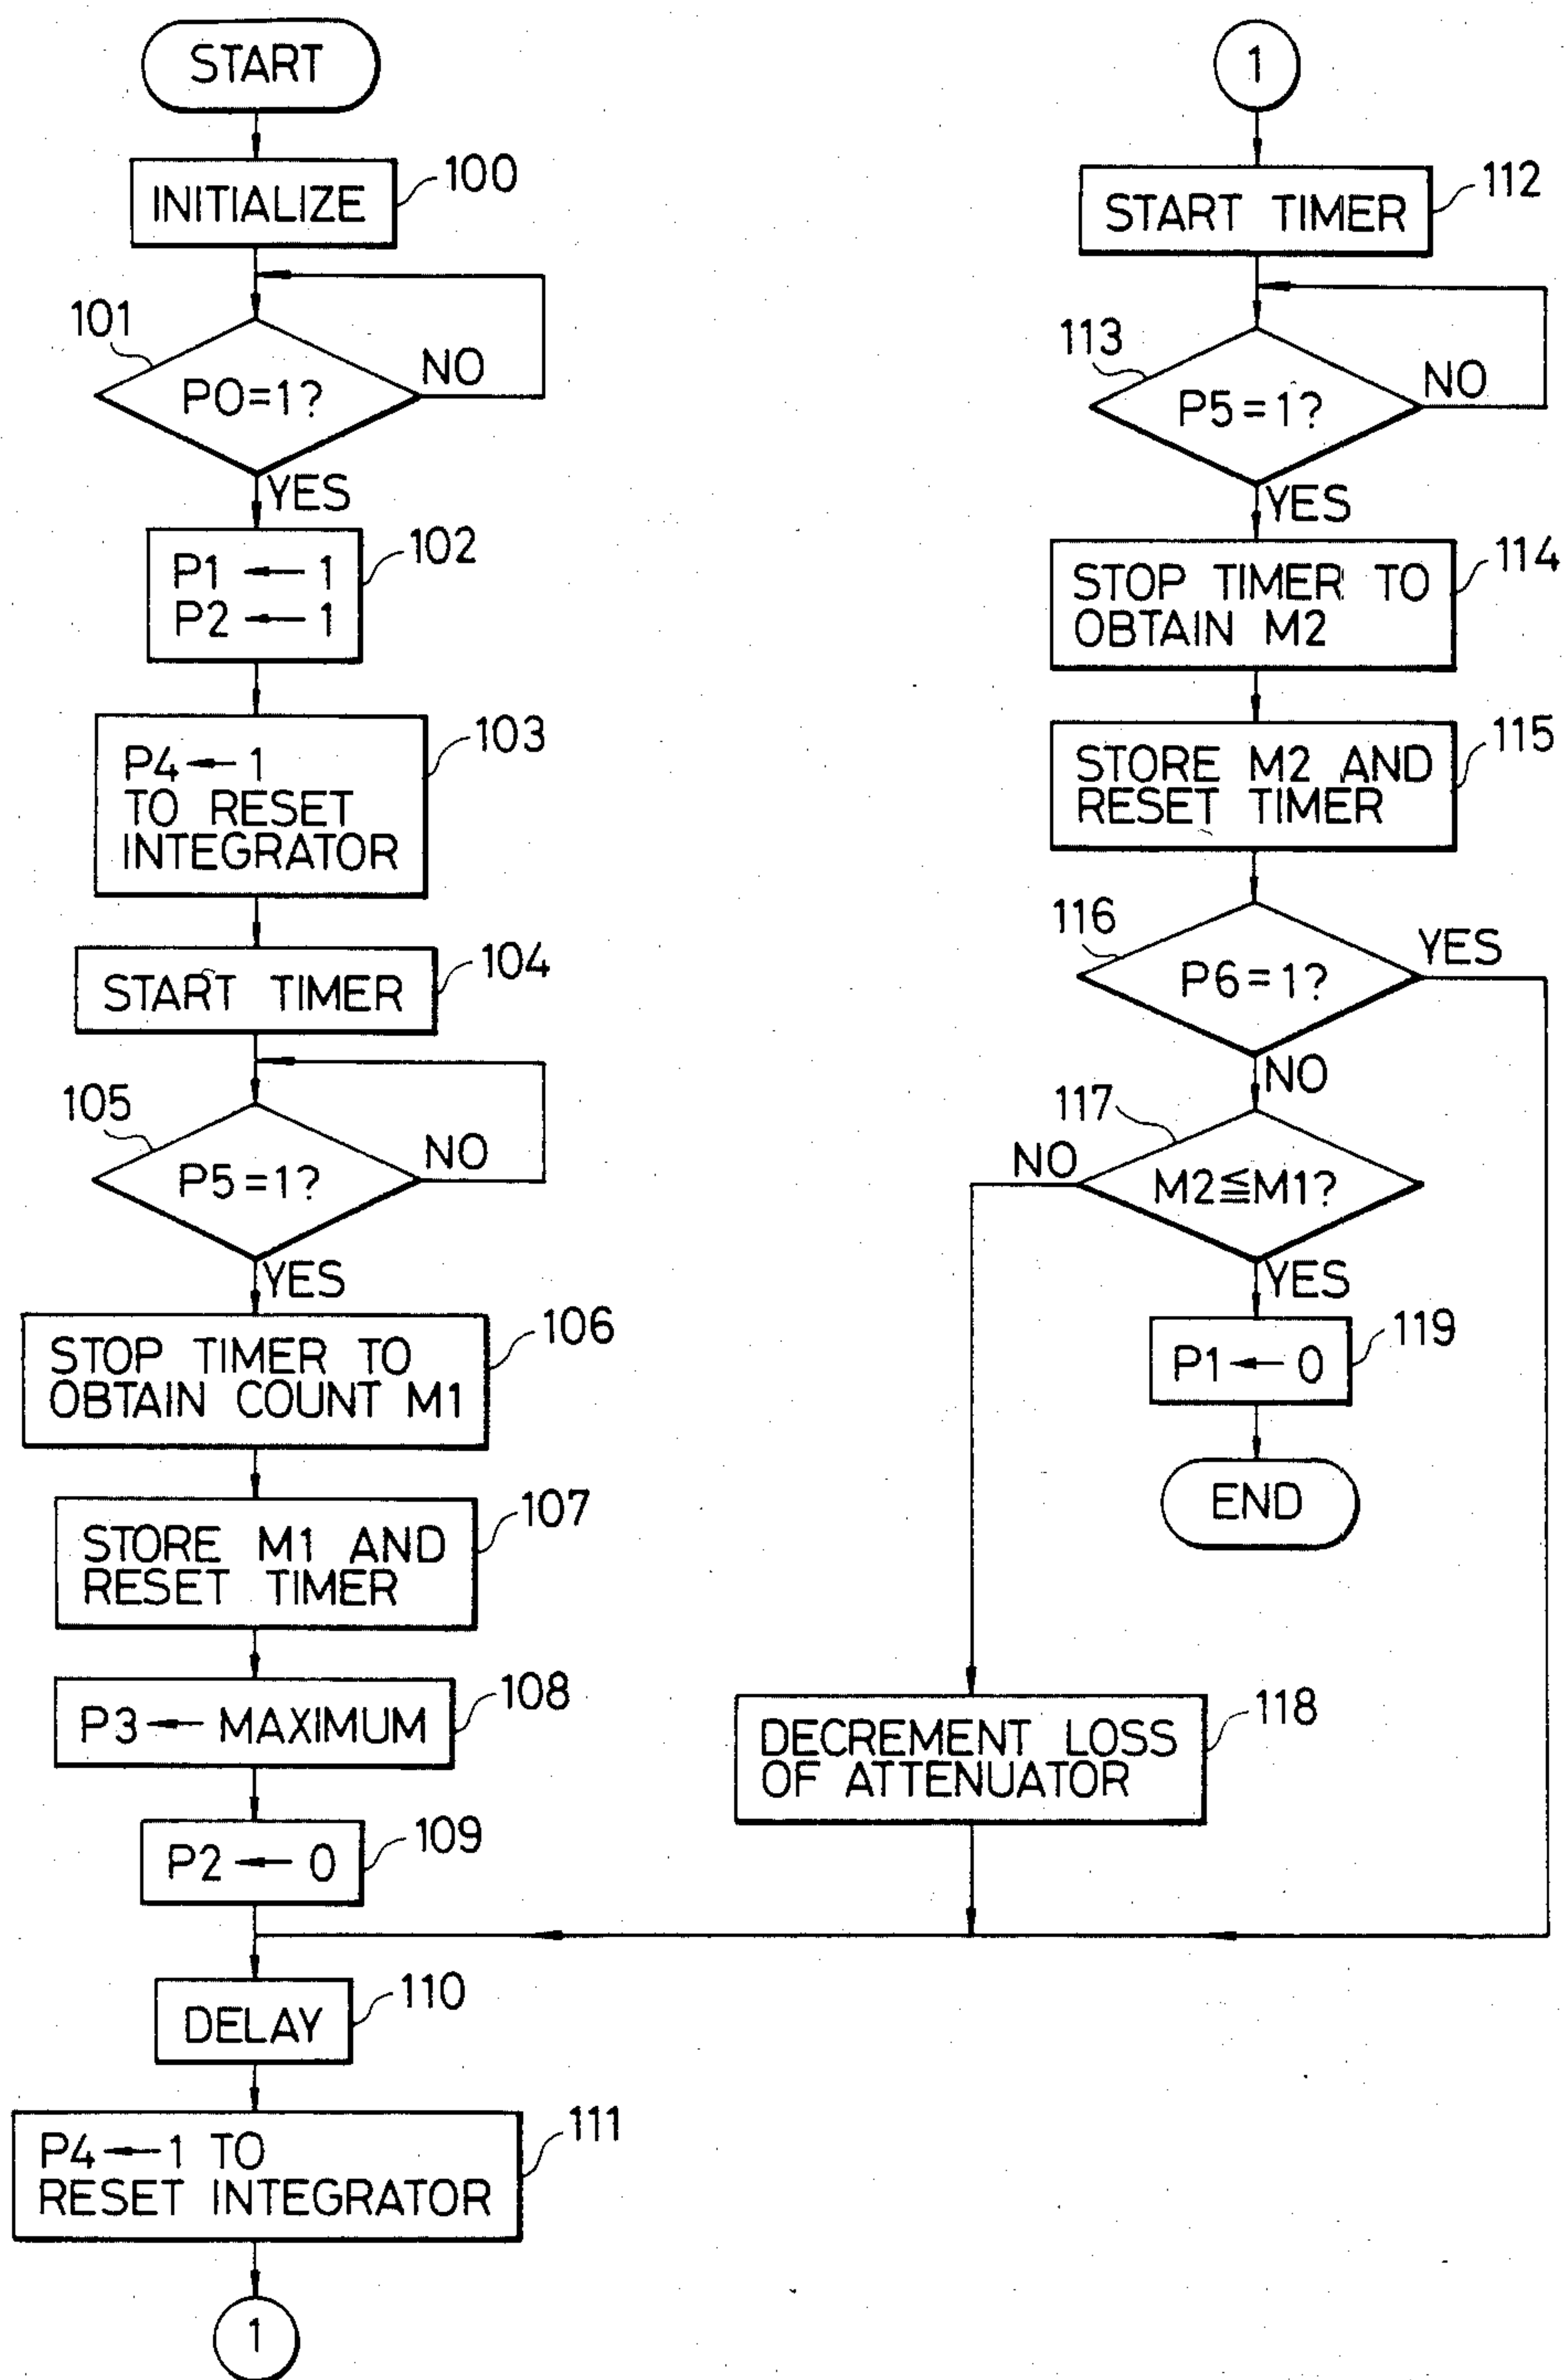 START
INITIALIZE
100
101
P0=1?
NO
YES
P1 ← 1
P2 ← 1
102
P4 ← 1
TO RESET
INTEGRATOR
103
START TIMER
104
105
P5=1?
NO
YES
STOP TIMER TO
OBTAIN COUNT M1
106
STORE M1 AND
RESET TIMER
107
P3 ← MAXIMUM
108
P2 ← 0
109
DELAY
110
P4 ← 1 TO
RESET INTEGRATOR
111
1
1
START TIMER
112
113
P5=1?
NO
YES
STOP TIMER TO
OBTAIN M2
114
STORE M2 AND
RESET TIMER
115
116
P6=1?
YES
NO
117
M2≦M1?
NO
YES
P1 ← 0
119
END
DECREMENT LOSS
OF ATTENUATOR
118